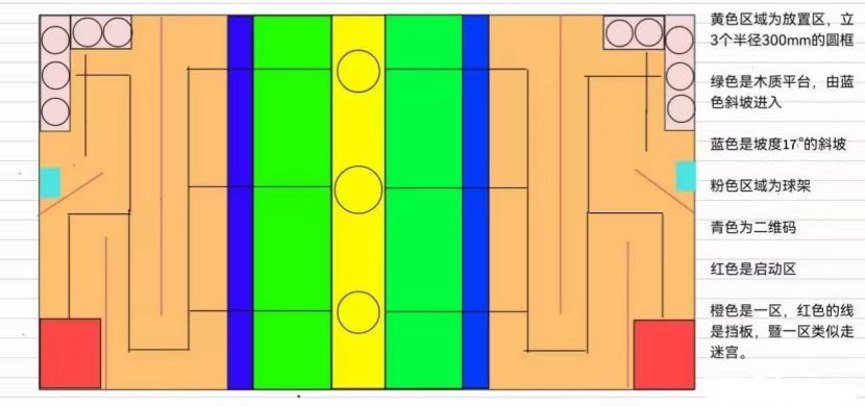 黄色区域为放置区，立
3个半径300mm的圆框
绿色是木质平台，由蓝
色斜坡进入
蓝色是坡度17°的斜坡
粉色区域为球架
青色为二维码
红色是启动区
橙色是一区，红色的线
是挡板，暨一区类似走
迷宫。